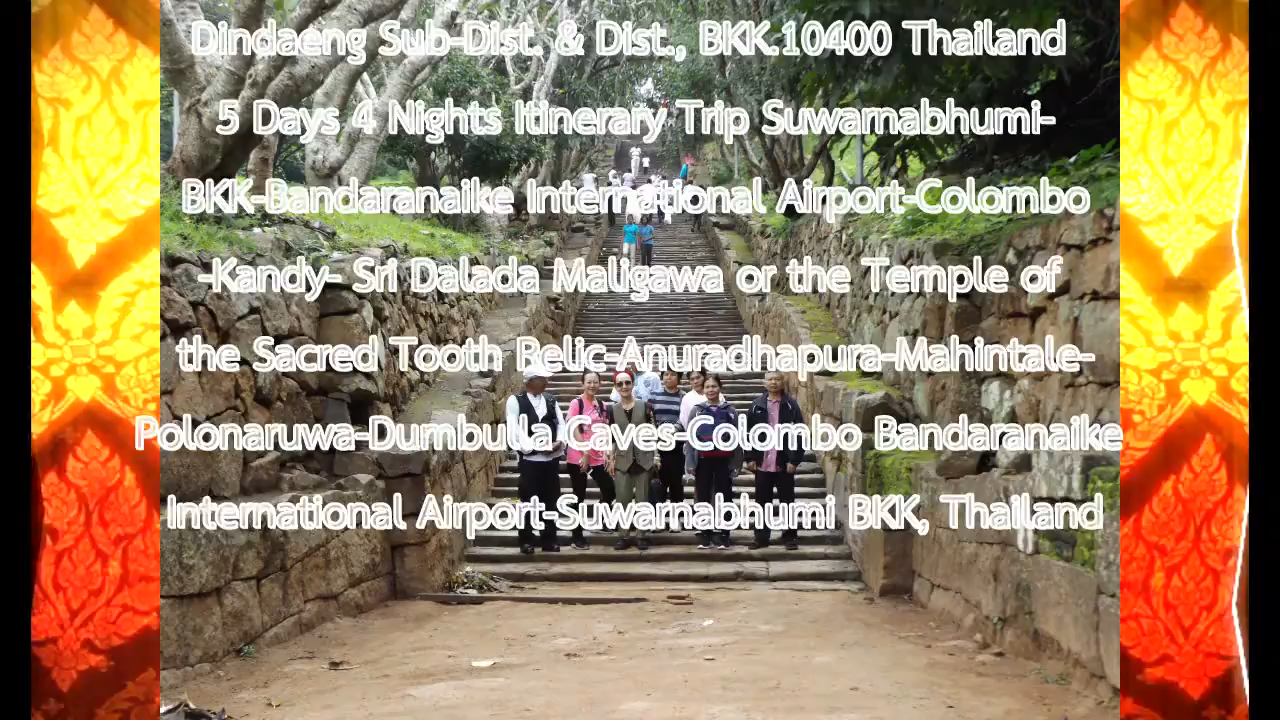 Dindaeng Sub-Dist. & Dist., BKK.10400 Thailand
5 Days 4 Nights Itinerary Trip Suwarnabhumi-
BKK-Bandaranaike International Airport-Colombo
-Kandy- Sri Dalada Maligawa or the Temple of
the Sacred Tooth Relic-Anuradhapura-Mahintale-
Polonaruwa-Dumbulla Caves-Colombo Bandaranaike
International Airport-Suwarnabhumi BKK, Thailand